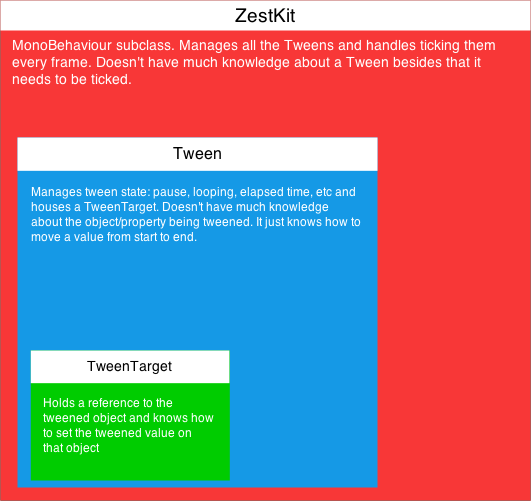 ZestKit
MonoBehaviour subclass. Manages all the Tweens and handles ticking them
every frame. Doesn't have much knowledge about a Tween besides that it
needs to be ticked.
Tween
Manages tween state: pause, looping, elapsed time, etc and
houses a TweenTarget. Doesn't have much knowledge
about the object/property being tweened. It just knows how to
move a value from start to end.
TweenTarget
Holds a reference to the
tweened object and knows how
to set the tweened value on
that object